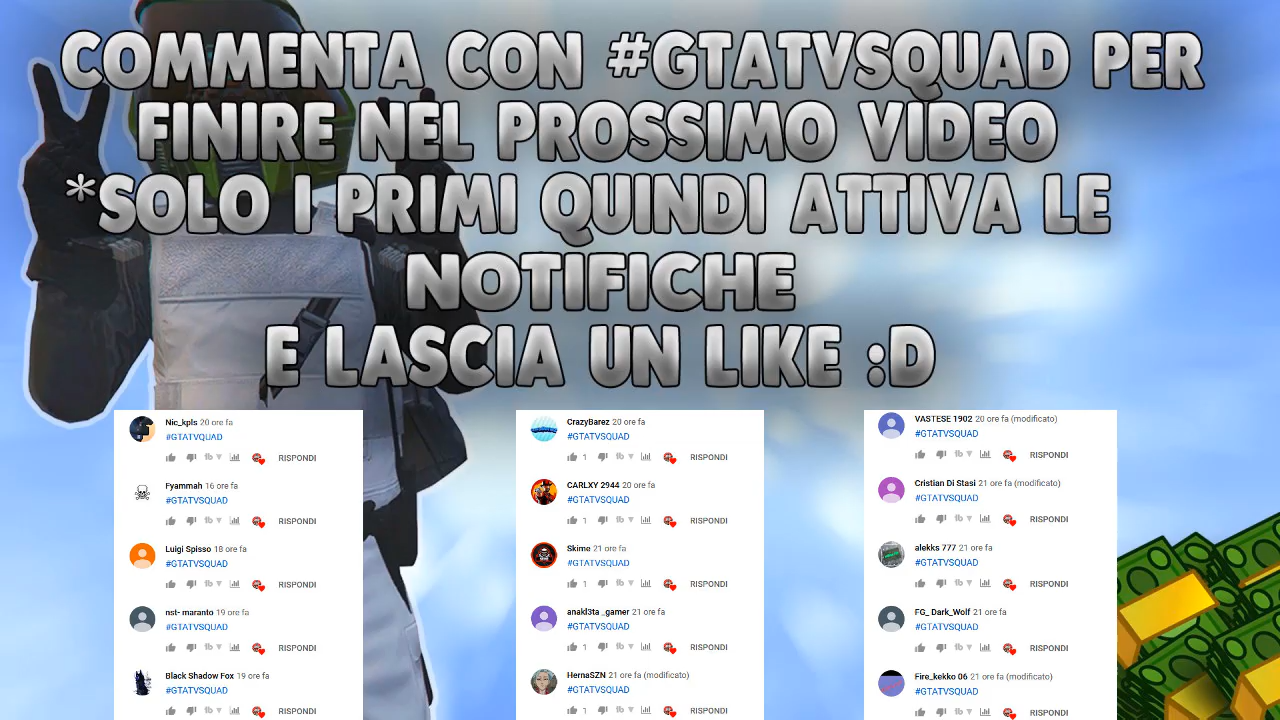 COMMENTA CON #GTATVSQUAD PER
FINIRE NEL PROSSIMO VIDEO
*SOLO I PRIMI QUINDI ATTIVA LE
NOTIFICHE
E LASCIA UN LIKE :D
Nic_kpls 20 ore fa
#GTATVQUAD
RISPONDI
Fyammah 16 ore fa
#GTATVSQUAD
RISPONDI
Luigi Spisso 18 ore fa
#GTATVSQUAD
RISPONDI
nst- maranto 19 ore fa
#GTATVSQUAD
RISPONDI
Black Shadow Fox 19 ore fa
#GTATVSQUAD
RISPONDI
CrazyBarez 20 ore fa
#GTATVSQUAD
1 RISPONDI
CARLXY 2944 20 ore fa
#GTATVSQUAD
1 RISPONDI
Skime 21 ore fa
#GTATVSQUAD
1 RISPONDI
anakl3ta _gamer 21 ore fa
#GTATVSQUAD
1 RISPONDI
HernaSZN 21 ore fa (modificato)
#GTATVSQUAD
1 RISPONDI
VASTESE 1902 20 ore fa (modificato)
#GTATVSQUAD
RISPONDI
Cristian Di Stasi 21 ore fa (modificato)
#GTATVSQUAD
RISPONDI
alekks 777 21 ore fa
#GTATVSQUAD
RISPONDI
FG_ Dark_Wolf 21 ore fa
#GTATVSQUAD
RISPONDI
Fire_kekko 06 21 ore fa (modificato)
#GTATVSQUAD
RISPONDI